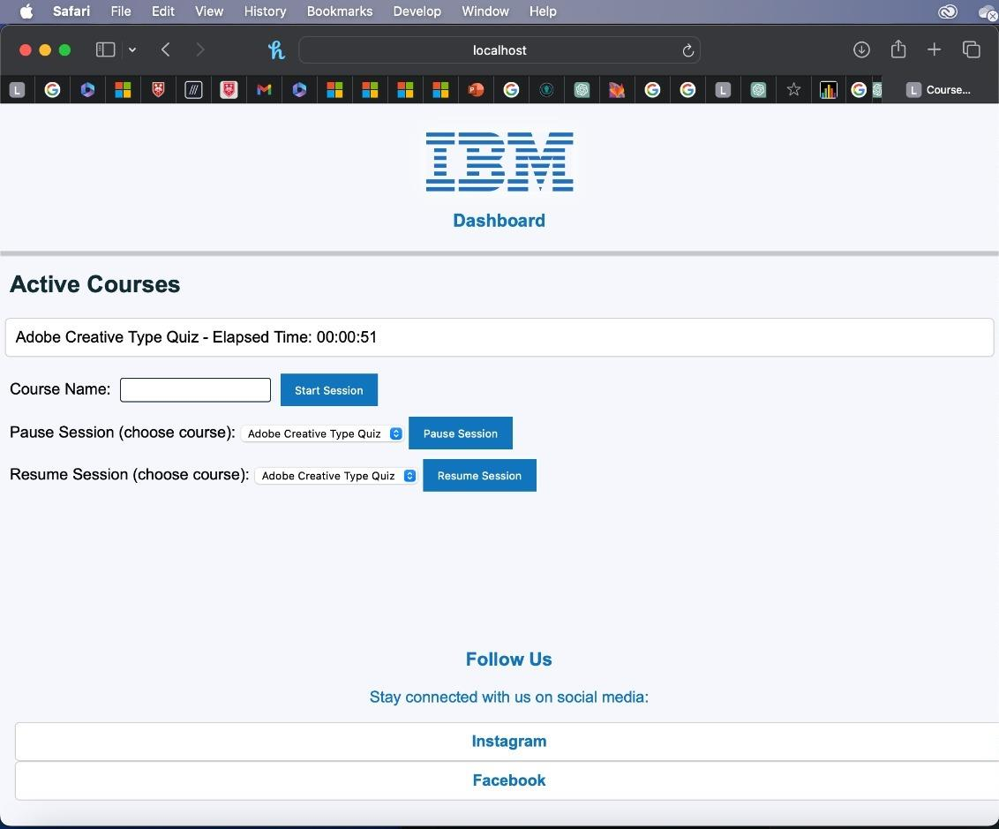 Safari File Edit View History Bookmarks Develop Window Help
localhost
L L L Course...
IBM
Dashboard
Active Courses
Adobe Creative Type Quiz - Elapsed Time: 00:00:51
Course Name: Start Session
Pause Session (choose course): Adobe Creative Type Quiz Pause Session
Resume Session (choose course): Adobe Creative Type Quiz Resume Session
Follow Us
Stay connected with us on social media:
Instagram
Facebook